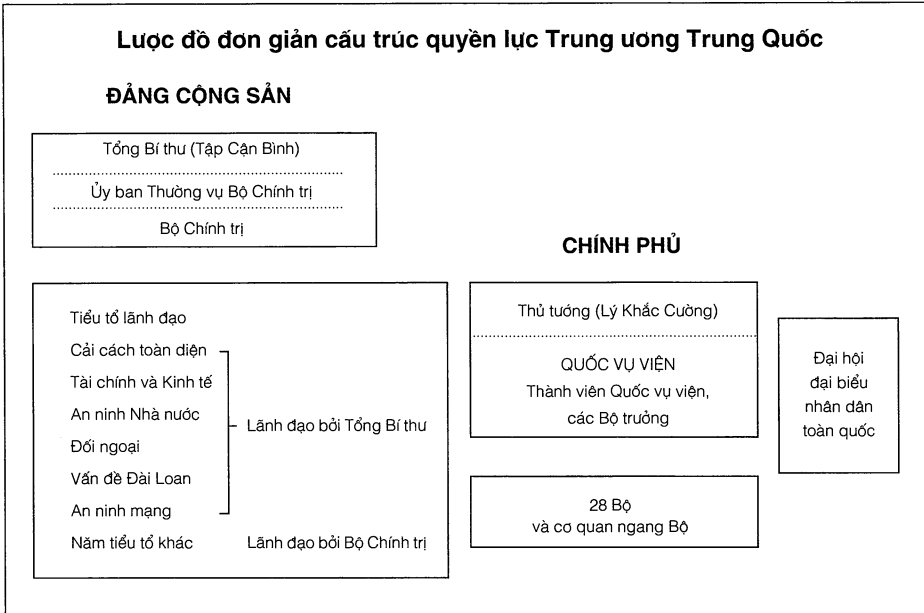 Lược đồ đơn giản cấu trúc quyền lực Trung ương Trung Quốc
ĐẢNG CỘNG SẢN
Tổng Bí thư (Tập Cận Bình)
Ủy ban Thường vụ Bộ Chính trị
Bộ Chính trị
Tiểu tổ lãnh đạo
Cải cách toàn diện
Tài chính và Kinh tế
An ninh Nhà nước
Đối ngoại
Vấn đề Đài Loan
An ninh mạng
Lãnh đạo bởi Tổng Bí thư
Năm tiểu tổ khác Lãnh đạo bởi Bộ Chính trị
CHÍNH PHỦ
Thủ tướng (Lý Khắc Cường)
QUỐC VỤ VIỆN
Thành viên Quốc vụ viện,
các Bộ trưởng
28 Bộ
và cơ quan ngang Bộ
Đại hội
đại biểu
nhân dân
toàn quốc